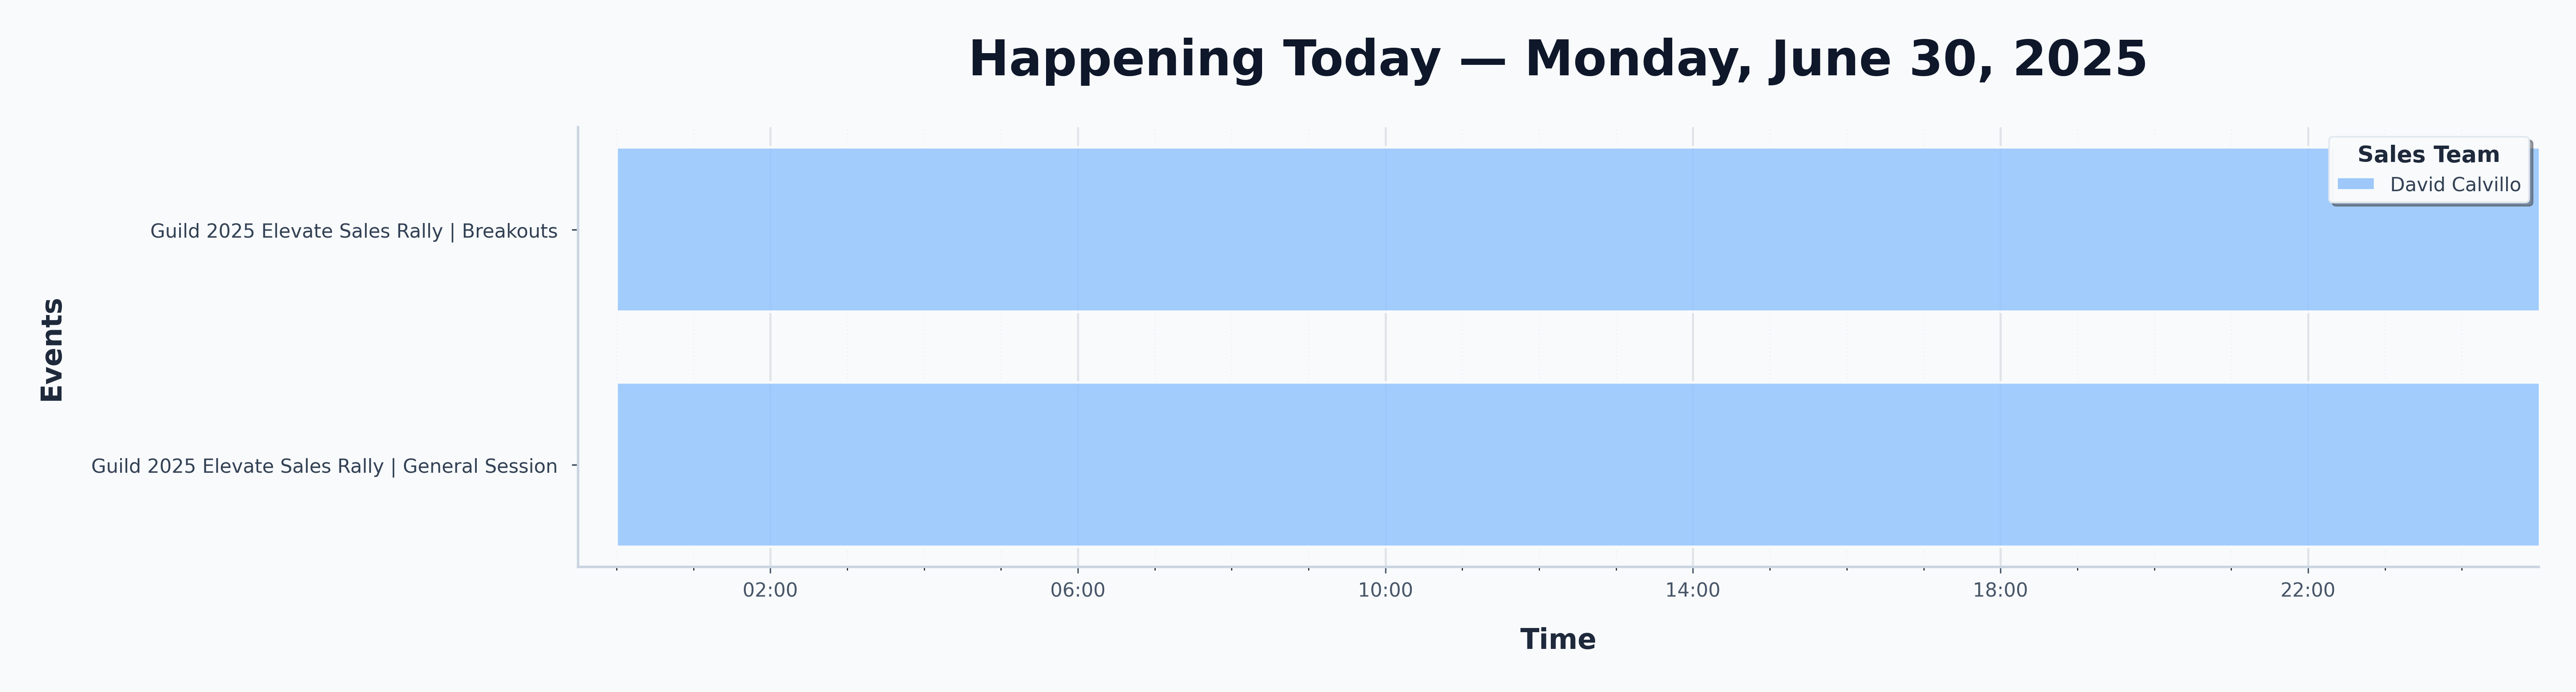 Happening Today — Monday, June 30, 2025
Sales Team
David Calvillo
Events
Guild 2025 Elevate Sales Rally | Breakouts
Guild 2025 Elevate Sales Rally | General Session
02:00 06:00 10:00 14:00 18:00 22:00
Time